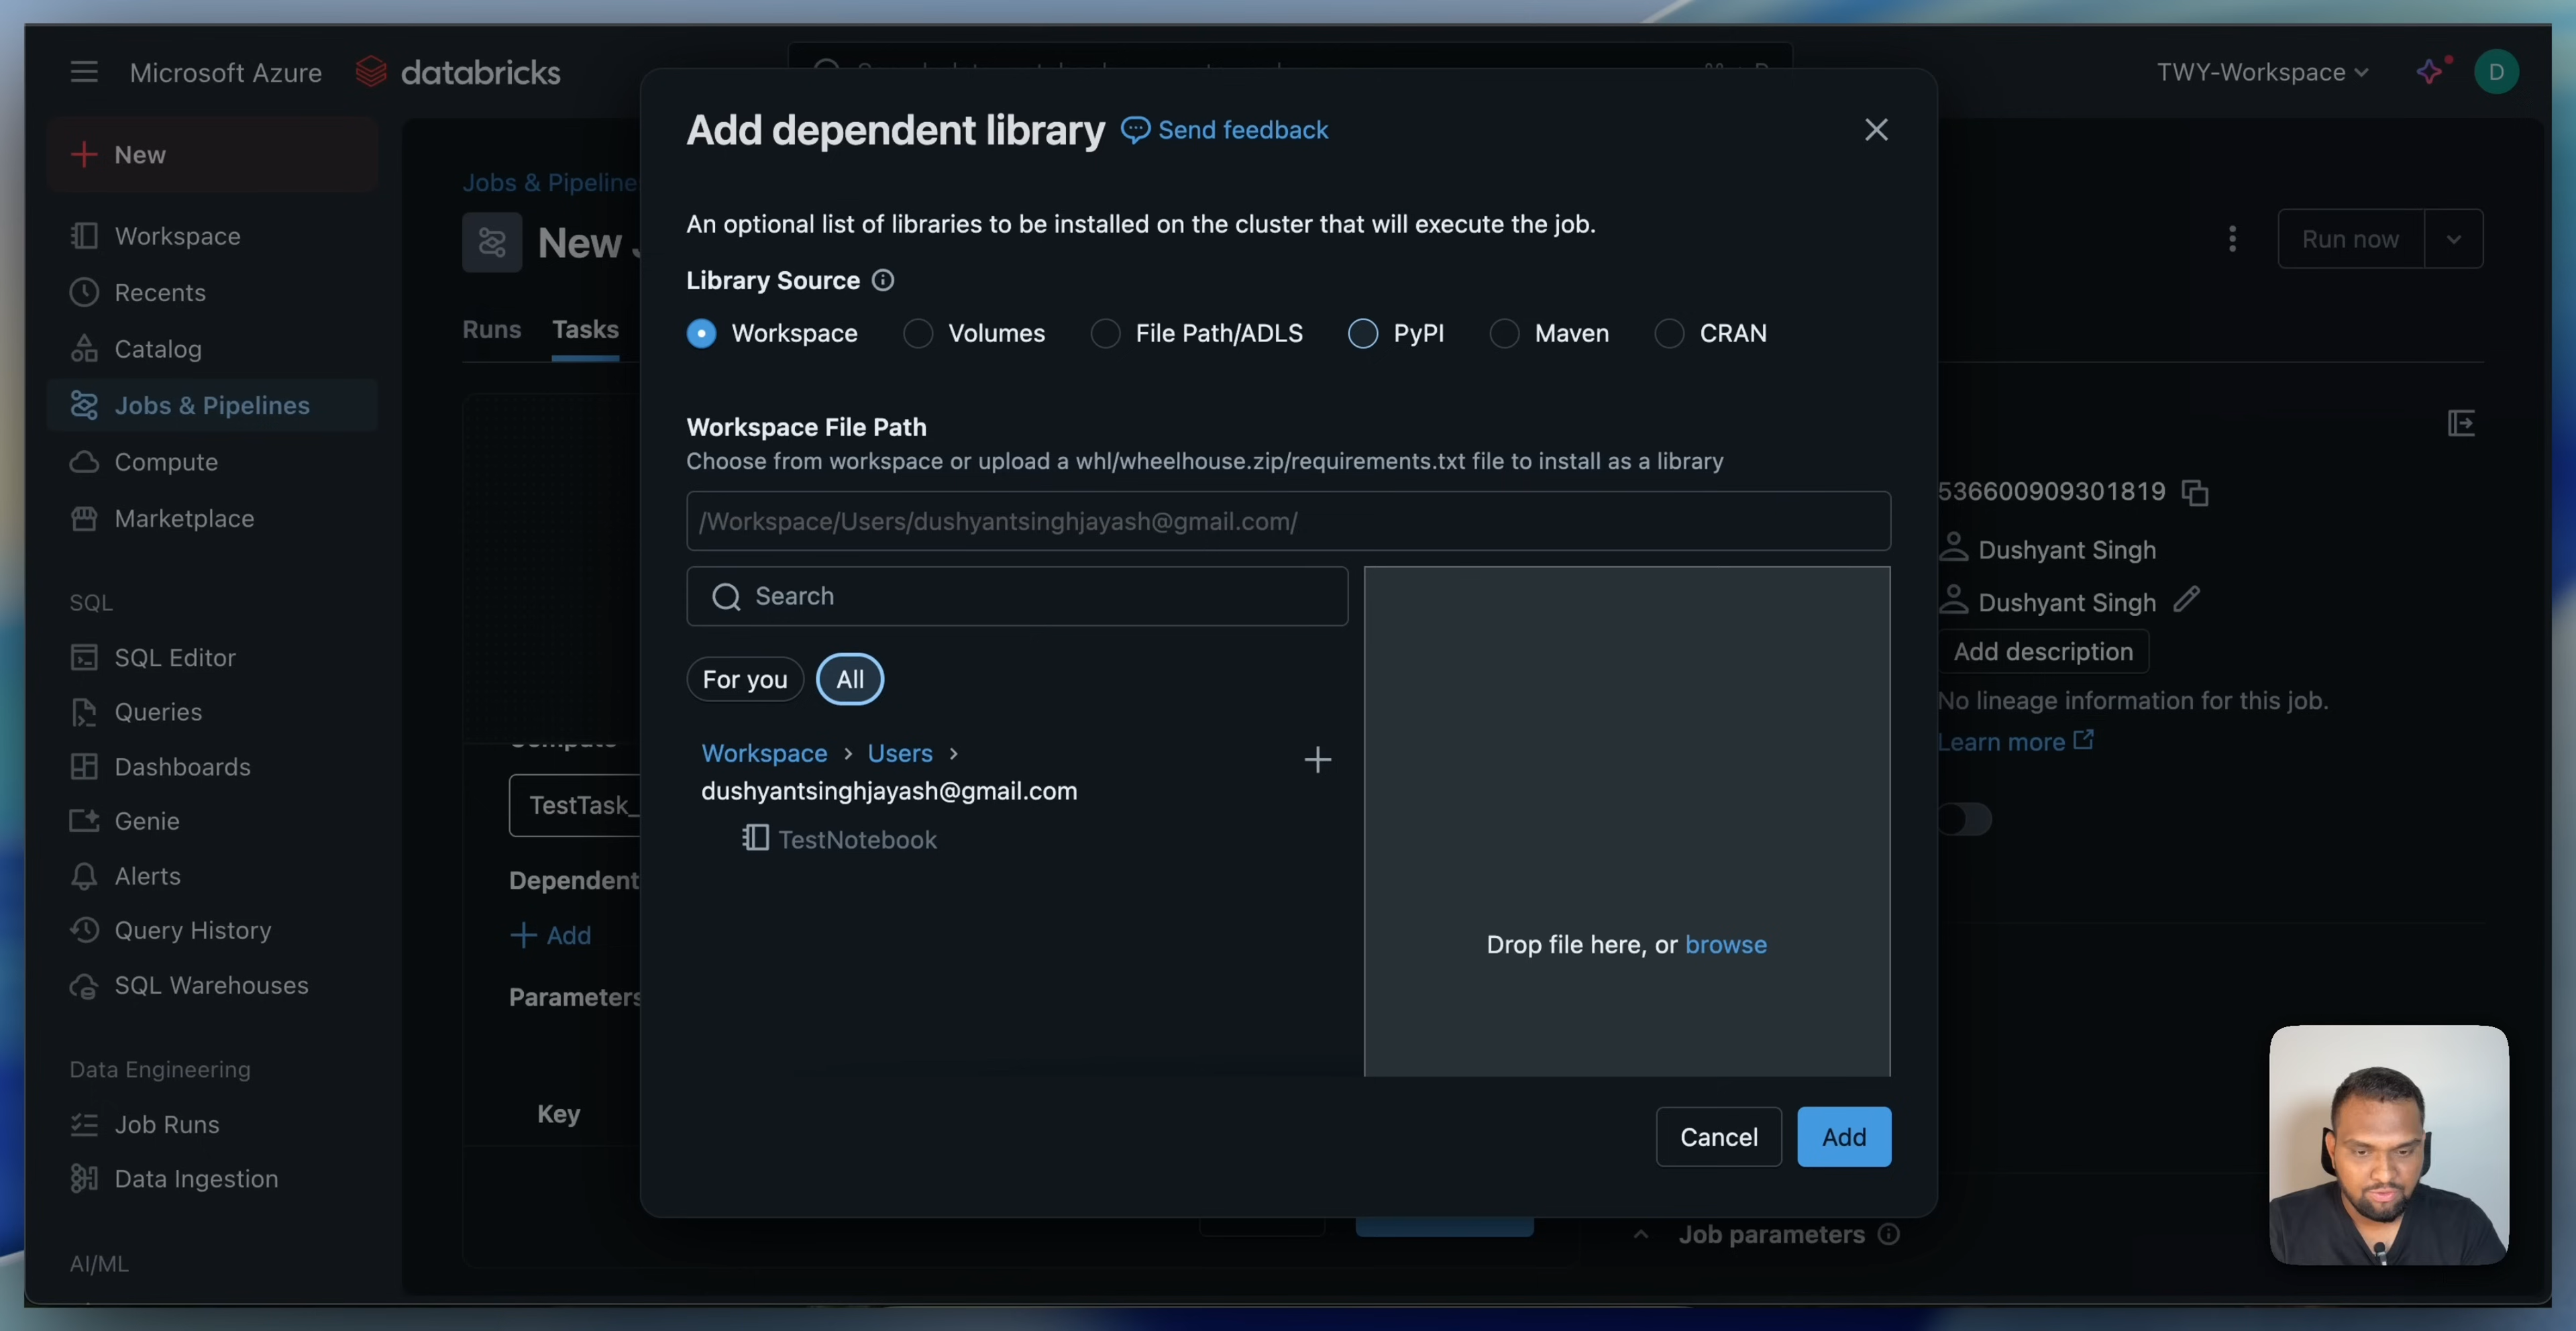 Microsoft Azure
databricks
TWY-Workspace
D
New
Workspace
Recents
Catalog
Jobs & Pipelines
Compute
Marketplace
SQL
SQL Editor
Queries
Dashboards
Genie
Alerts
Query History
SQL Warehouses
Data Engineering
Job Runs
Data Ingestion
AI/ML
Jobs & Pipeline
New
Runs
Tasks
TestTask_
Dependent
Add
Parameters
Key
Add dependent library
Send feedback
An optional list of libraries to be installed on the cluster that will execute the job.
Library Source
Workspace
Volumes
File Path/ADLS
PyPI
Maven
CRAN
Workspace File Path
Choose from workspace or upload a whl/wheelhouse.zip/requirements.txt file to install as a library
/Workspace/Users/dushyantsinghjayash@gmail.com/
Search
For you
All
Workspace > Users >
dushyantsinghjayash@gmail.com
TestNotebook
Drop file here, or browse
Cancel
Add
Run now
536600909301819
Dushyant Singh
Dushyant Singh
Add description
No lineage information for this job.
Learn more
Job parameters